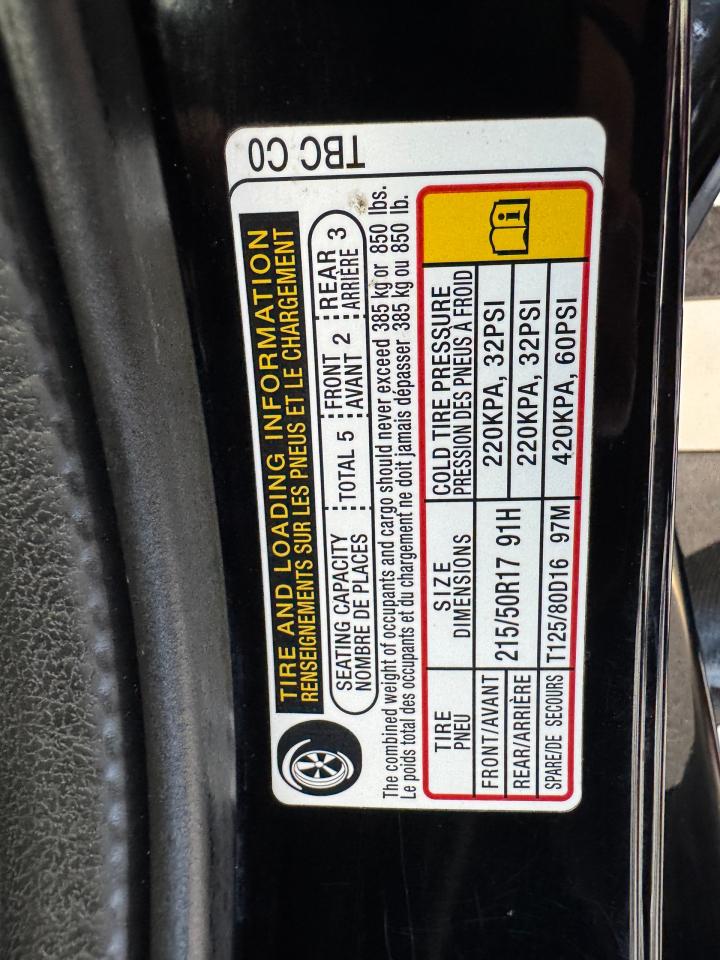 TBC C0
TIRE AND LOADING INFORMATION
RENSEIGNEMENTS SUR LES PNEUS ET LE CHARGEMENT
SEATING CAPACITY TOTAL 5 FRONT 2 REAR 3
NOMBRE DE PLACES AVANT ARRIÈRE
The combined weight of occupants and cargo should never exceed 385 kg or 850 lbs.
Le poids total des occupants et du chargement ne doit jamais dépasser 385 kg ou 850 lb.
TIRE SIZE COLD TIRE PRESSURE
PNEU DIMENSIONS PRESSION DES PNEUS À FROID
FRONT/AVANT 215/50R17 91H 220KPA, 32PSI
REAR/ARRIÈRE 220KPA, 32PSI
SPARE/DE SECOURS T125/80D16 97M 420KPA, 60PSI